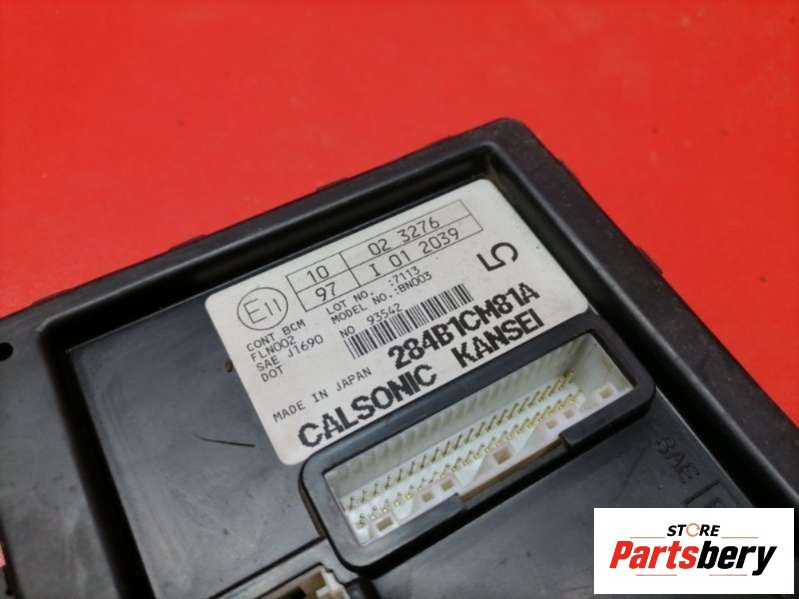 E11
10 02 3276
97 I 01 2039
LOT NO. :7113
MODEL NO.:BN003
CONT BCM
FLN002
SAE J1690
DOT
NO 93542
5
MADE IN JAPAN 284B1CM81A
CALSONIC KANSEI
STORE
Partsbery